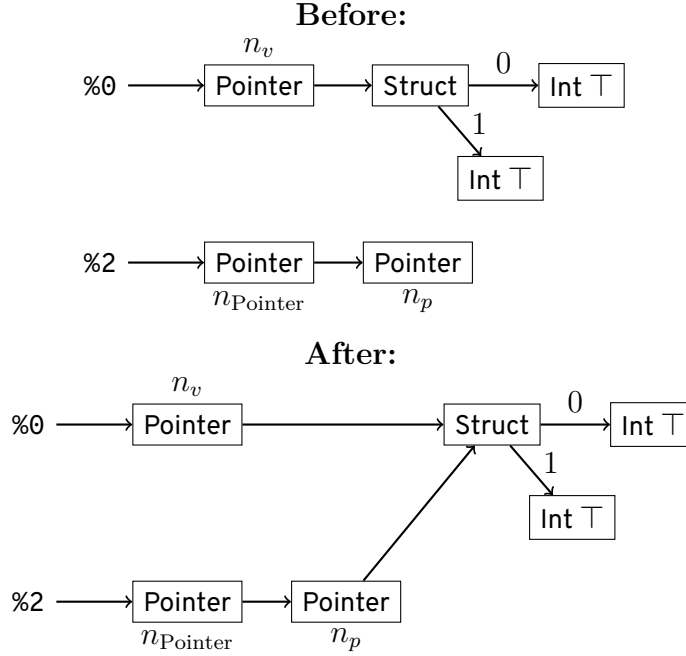 Before:
n_v
%0 Pointer Struct 0 Int ⊤
1
Int ⊤
%2 Pointer Pointer
n_Pointer n_p
After:
n_v
%0 Pointer Struct 0 Int ⊤
1
Int ⊤
%2 Pointer Pointer
n_Pointer n_p